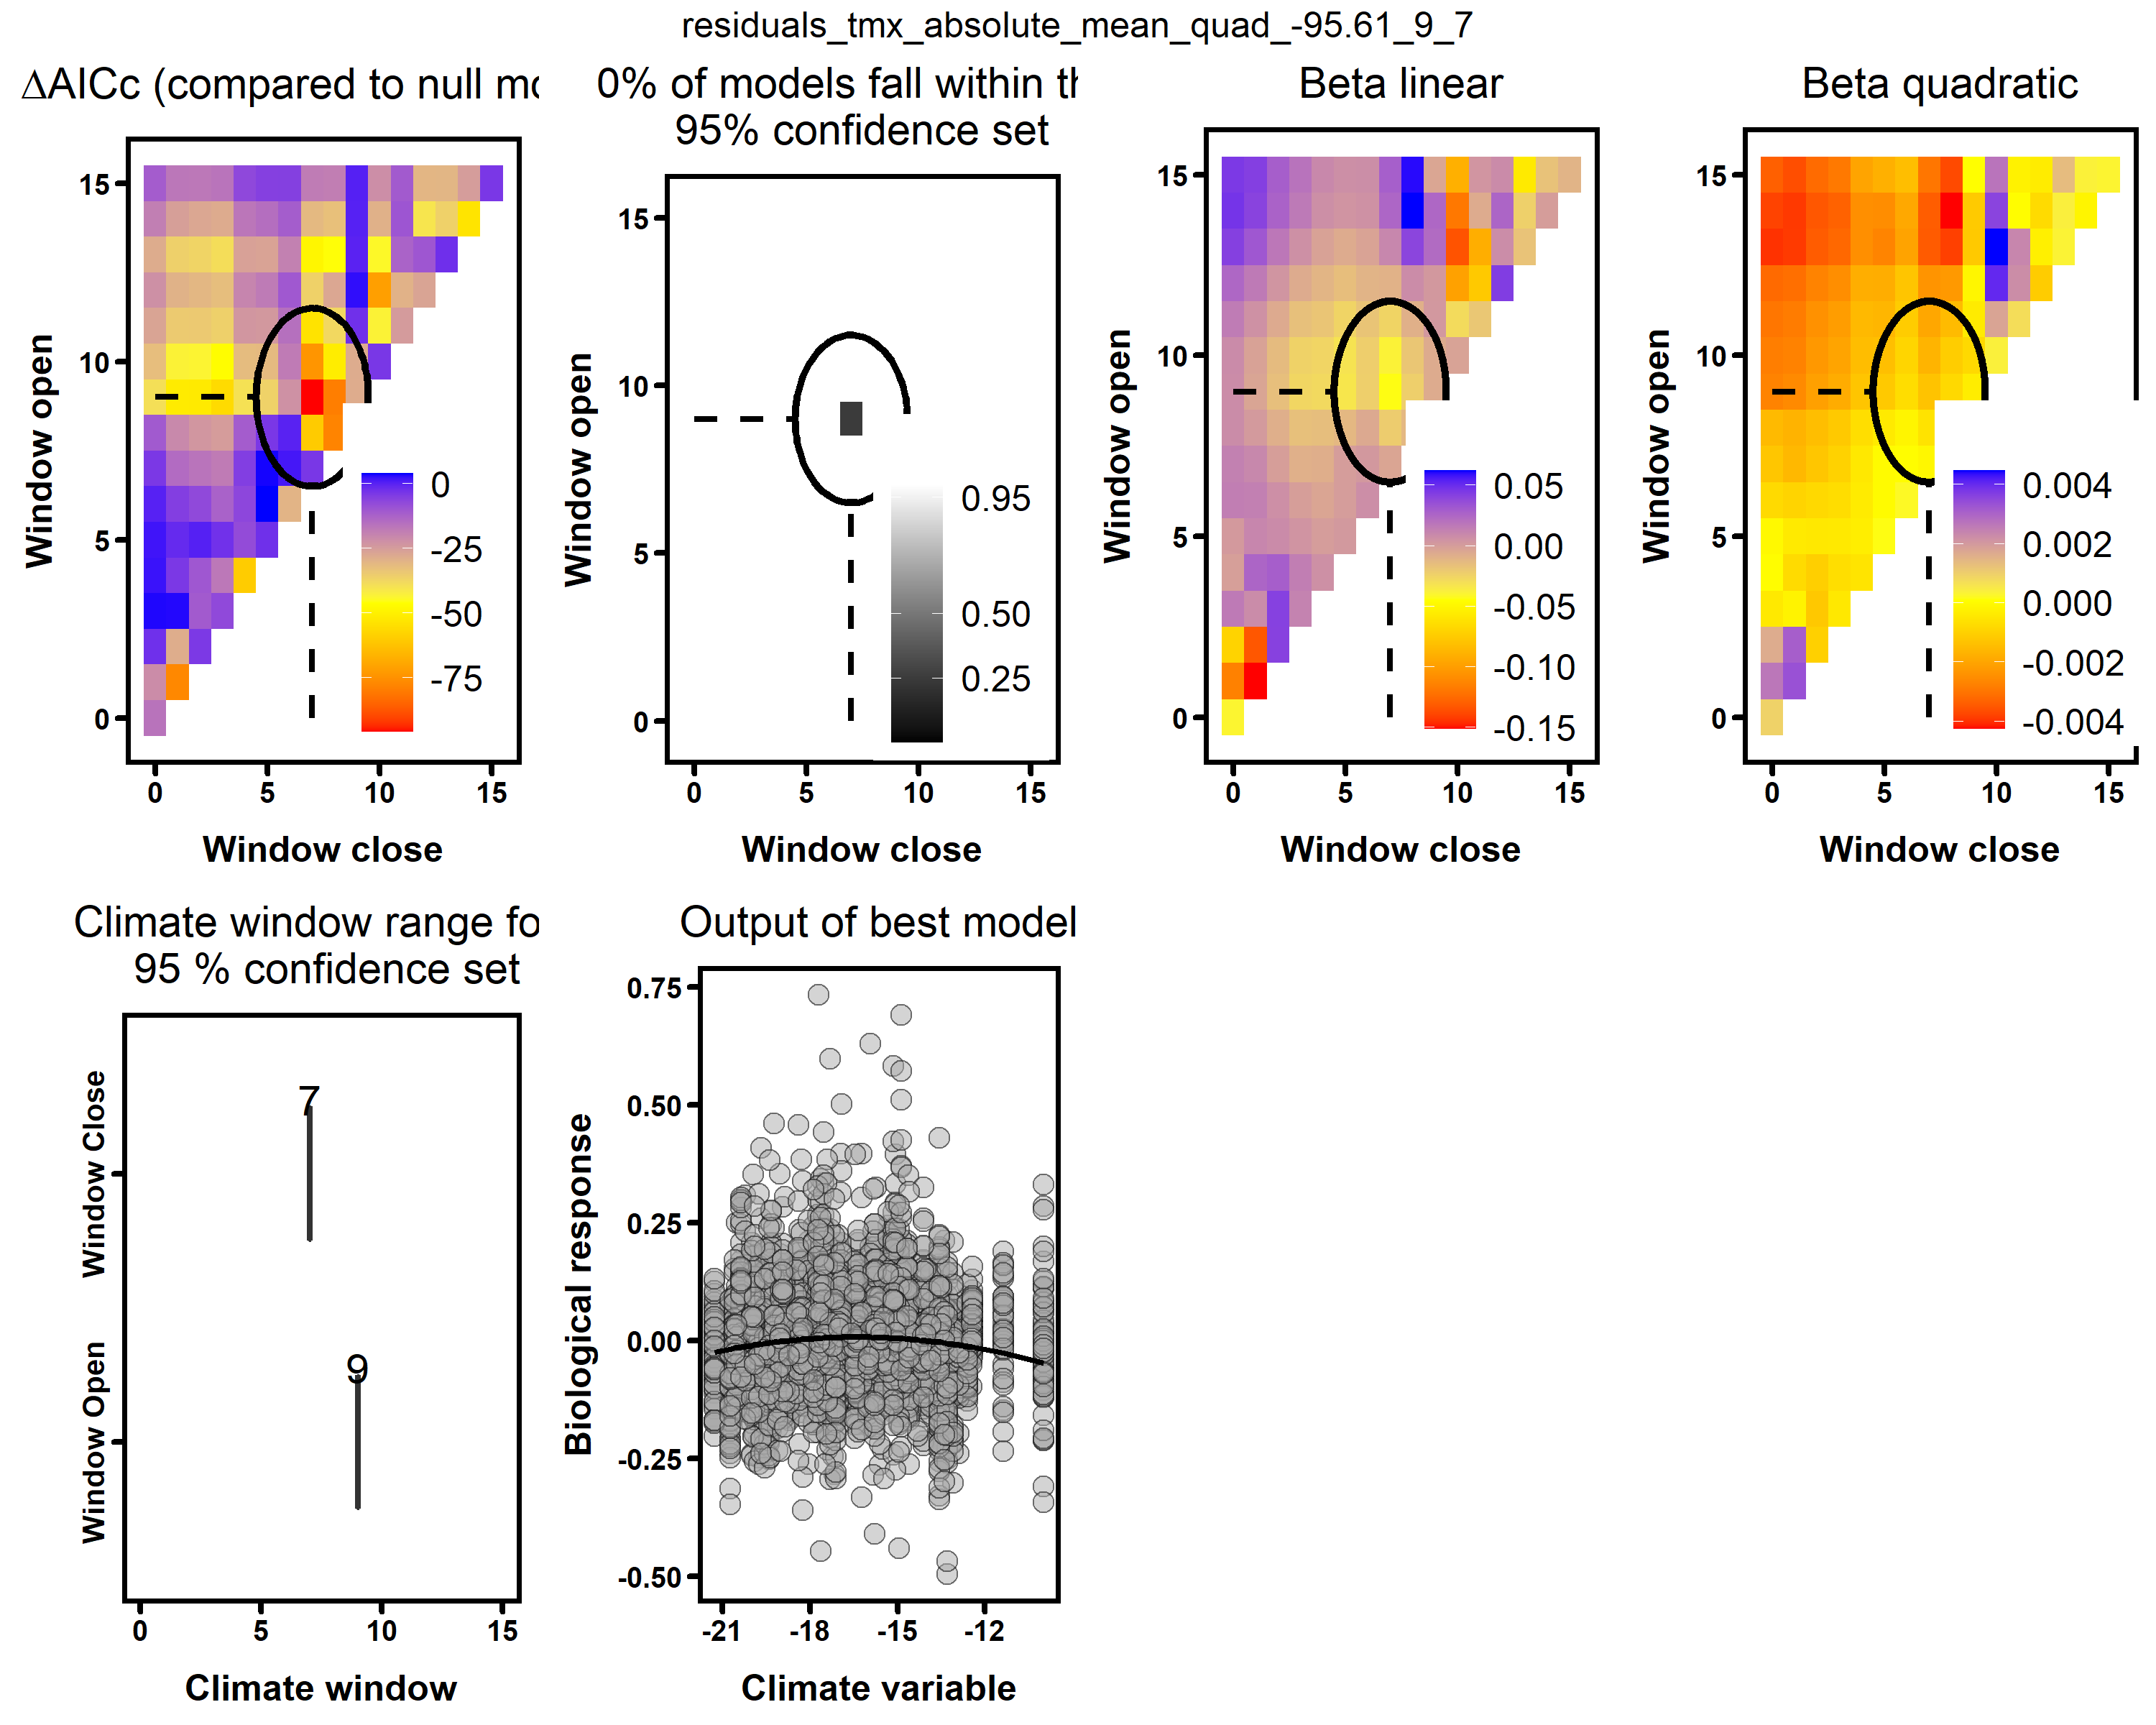 residuals_tmx_absolute_mean_quad_-95.61_9_7
ΔAICc (compared to null mo
15
10
5
0
0
-25
-50
-75
0 5 10 15
Window open
Window close
0% of models fall within th
95% confidence set
15
10
5
0
0.95
0.50
0.25
0 5 10 15
Window open
Window close
Beta linear
15
10
5
0
0.05
0.00
-0.05
-0.10
-0.15
0 5 10 15
Window open
Window close
Beta quadratic
15
10
5
0
0.004
0.002
0.000
-0.002
-0.004
0 5 10 15
Window open
Window close
Climate window range fo
95 % confidence set
Window Close
7
Window Open
9
0 5 10 15
Climate window
Output of best model
0.75
0.50
0.25
0.00
-0.25
-0.50
-21 -18 -15 -12
Biological response
Climate variable